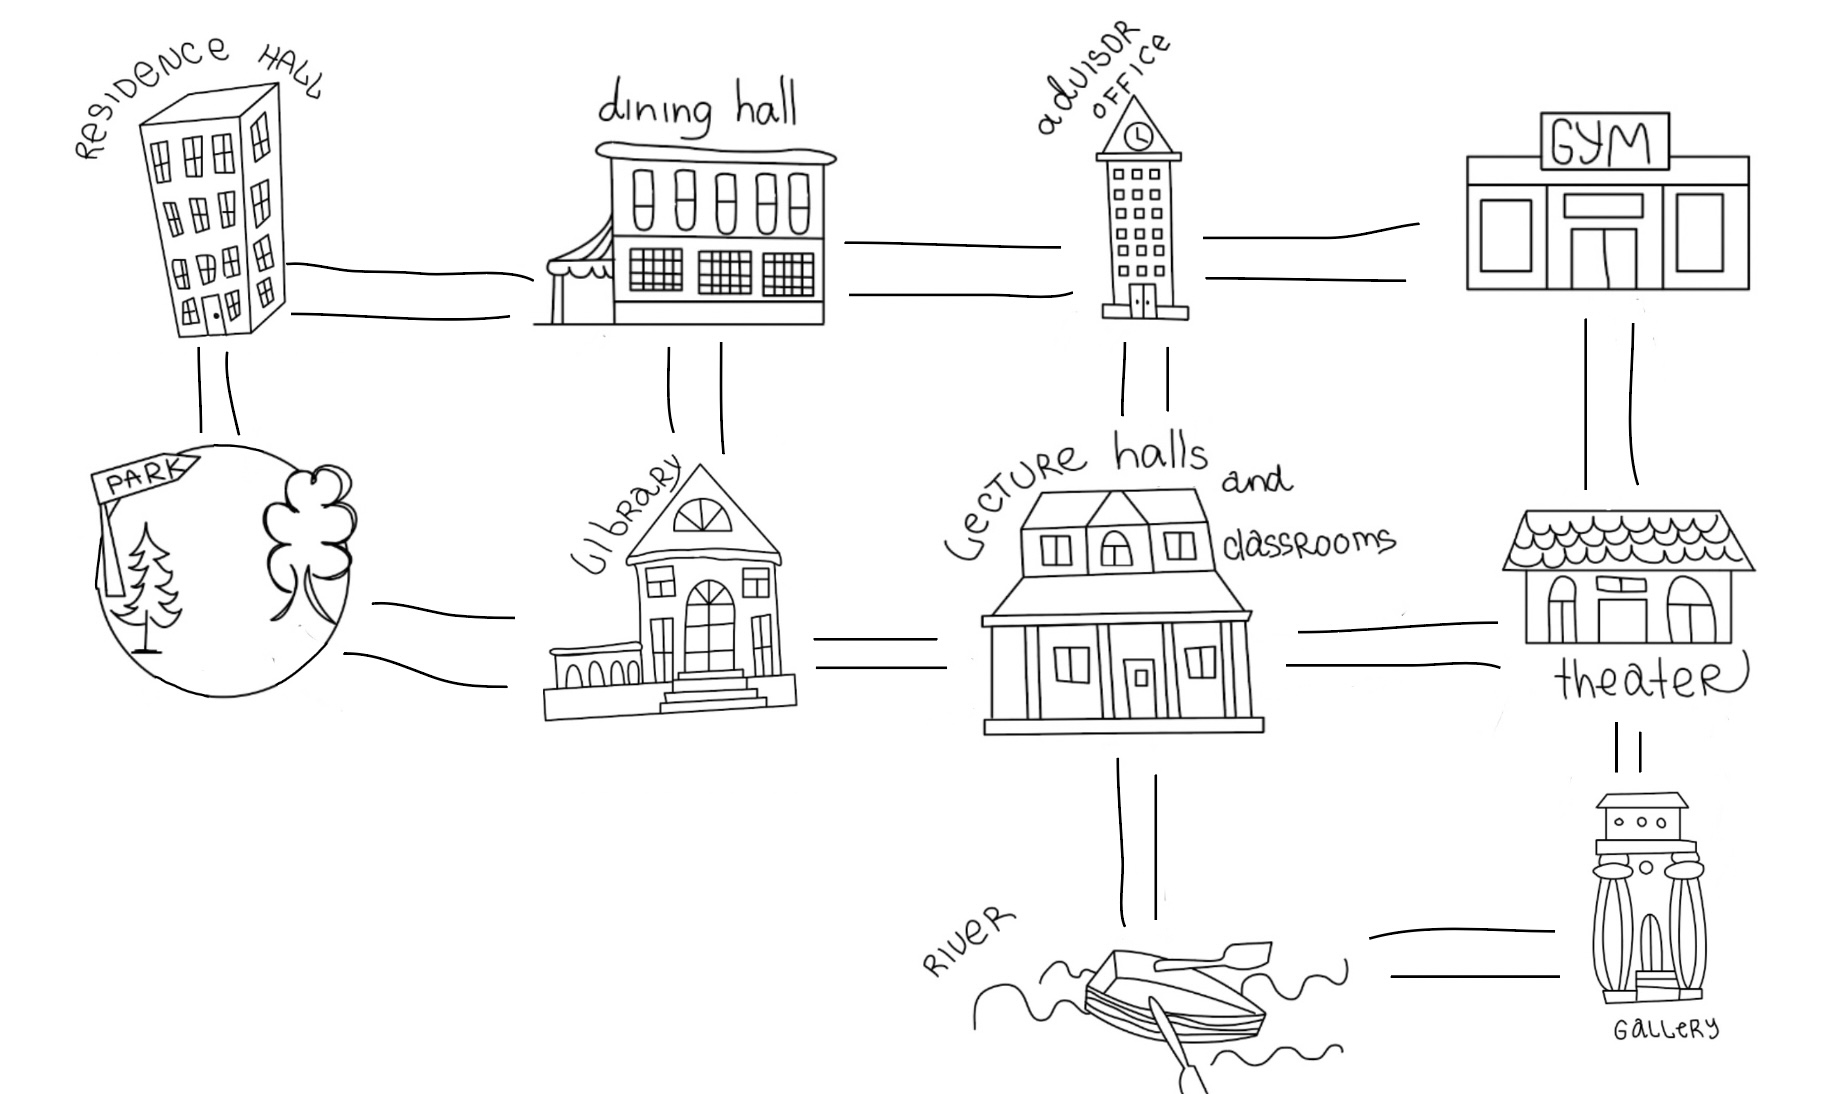 RESIDENCE HALL
dining hall
advisor
OFFICE
GYM
PARK
Library
LECTURE halls
and
classrooms
theater
RIVER
GALLERY